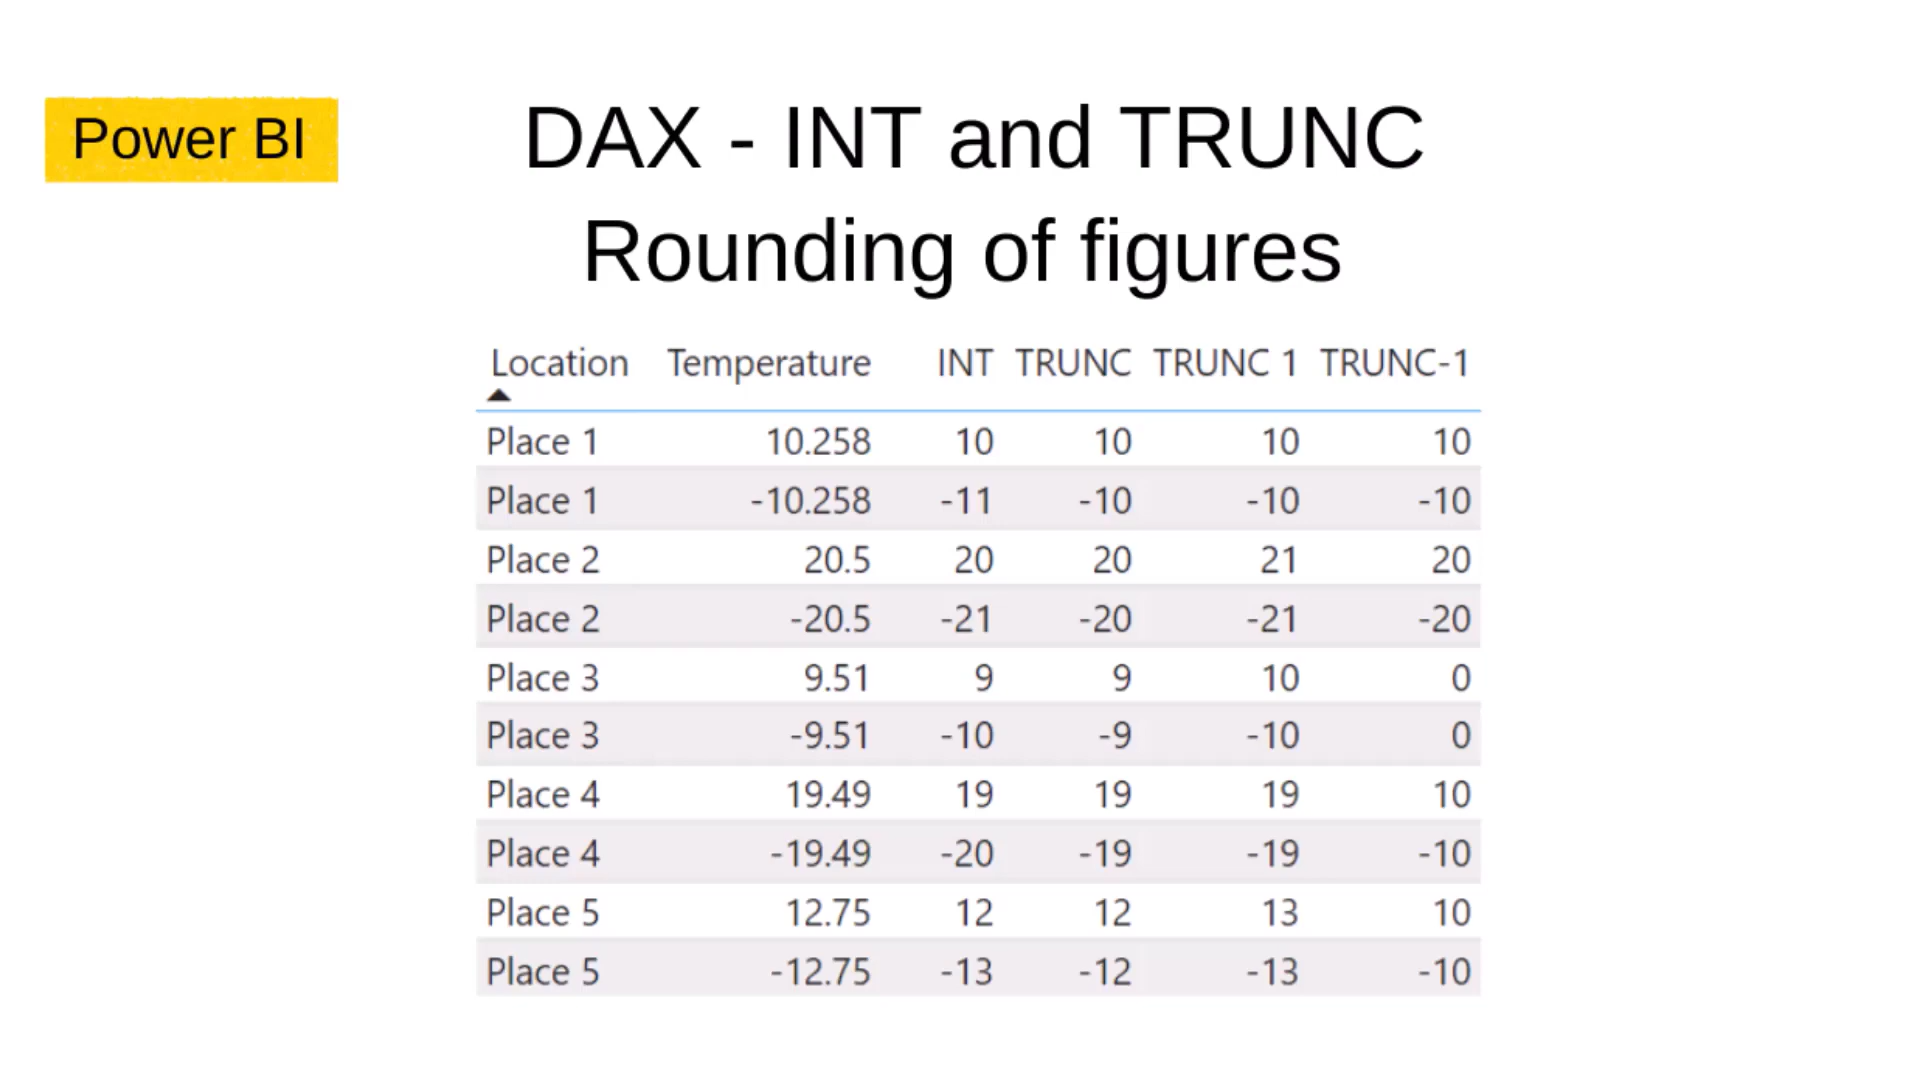 Power BI
DAX - INT and TRUNC
Rounding of figures
Location Temperature INT TRUNC TRUNC 1 TRUNC-1
Place 1 10.258 10 10 10 10
Place 1 -10.258 -11 -10 -10 -10
Place 2 20.5 20 20 21 20
Place 2 -20.5 -21 -20 -21 -20
Place 3 9.51 9 9 10 0
Place 3 -9.51 -10 -9 -10 0
Place 4 19.49 19 19 19 10
Place 4 -19.49 -20 -19 -19 -10
Place 5 12.75 12 12 13 10
Place 5 -12.75 -13 -12 -13 -10